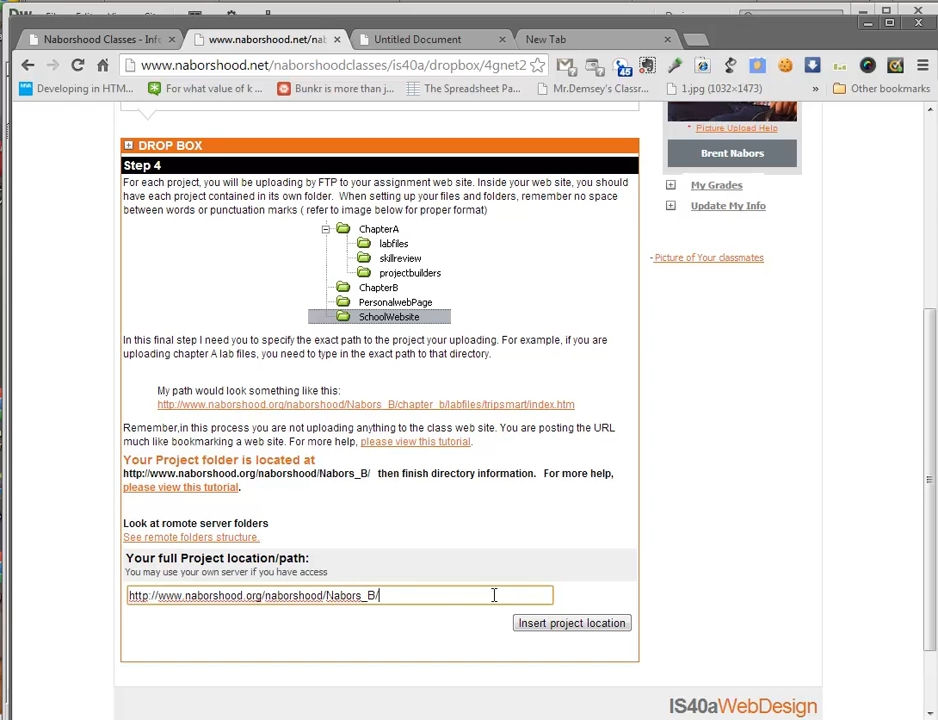 Naborshood Classes - Info
www.naborshood.net/nab
Untitled Document
New Tab
www.naborshood.net/naborshoodclasses/is40a/dropbox/4gnet2
45
Developing in HTM...
For what value of k ...
Bunkr is more than j...
The Spreadsheet Pa...
Mr.Demsey's Classr...
1.jpg (1032×1473)
»
Other bookmarks
* Picture Upload Help
Brent Nabors
My Grades
Update My Info
-Picture of Your classmates
DROP BOX
Step 4
For each project, you will be uploading by FTP to your assignment web site. Inside your web site, you should
have each project contained in its own folder. When setting up your files and folders, remember no space
between words or punctuation marks ( refer to image below for proper format)
ChapterA
labfiles
skillreview
projectbuilders
ChapterB
PersonalwebPage
SchoolWebsite
In this final step I need you to specify the exact path to the project your uploading. For example, if you are
uploading chapter A lab files, you need to type in the exact path to that directory.
My path would look something like this:
http://www.naborshood.org/naborshood/Nabors_B/chapter_b/labfiles/tripsmart/index.htm
Remember,in this process you are not uploading anything to the class web site. You are posting the URL
much like bookmarking a web site. For more help, please view this tutorial.
Your Project folder is located at
http://www.naborshood.org/naborshood/Nabors_B/ then finish directory information. For more help,
please view this tutorial.
Look at romote server folders
See remote folders structure.
Your full Project location/path:
You may use your own server if you have access
http://www.naborshood.org/naborshood/Nabors_B/
Insert project location
IS40aWebDesign